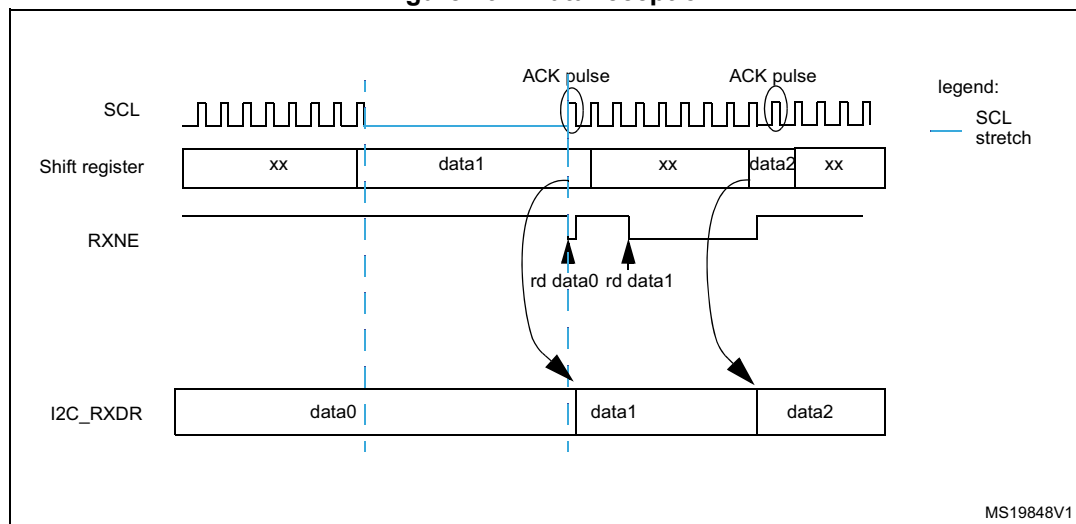 ACK pulse ACK pulse
legend:
SCL
SCL
stretch
Shift register xx data1 xx data2 xx
RXNE
rd data0 rd data1
I2C_RXDR data0 data1 data2
MS19848V1